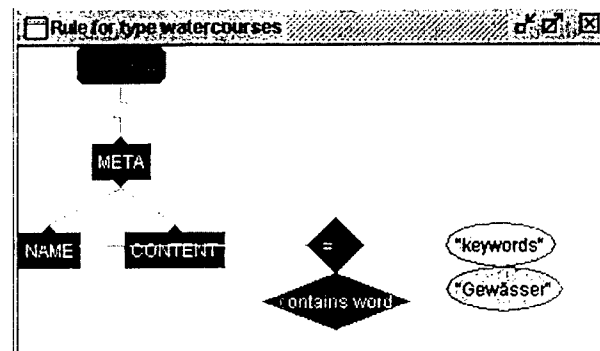 Rule for type watercourses
META
NAME CONTENT = "keywords"
contains word "Gewässer"